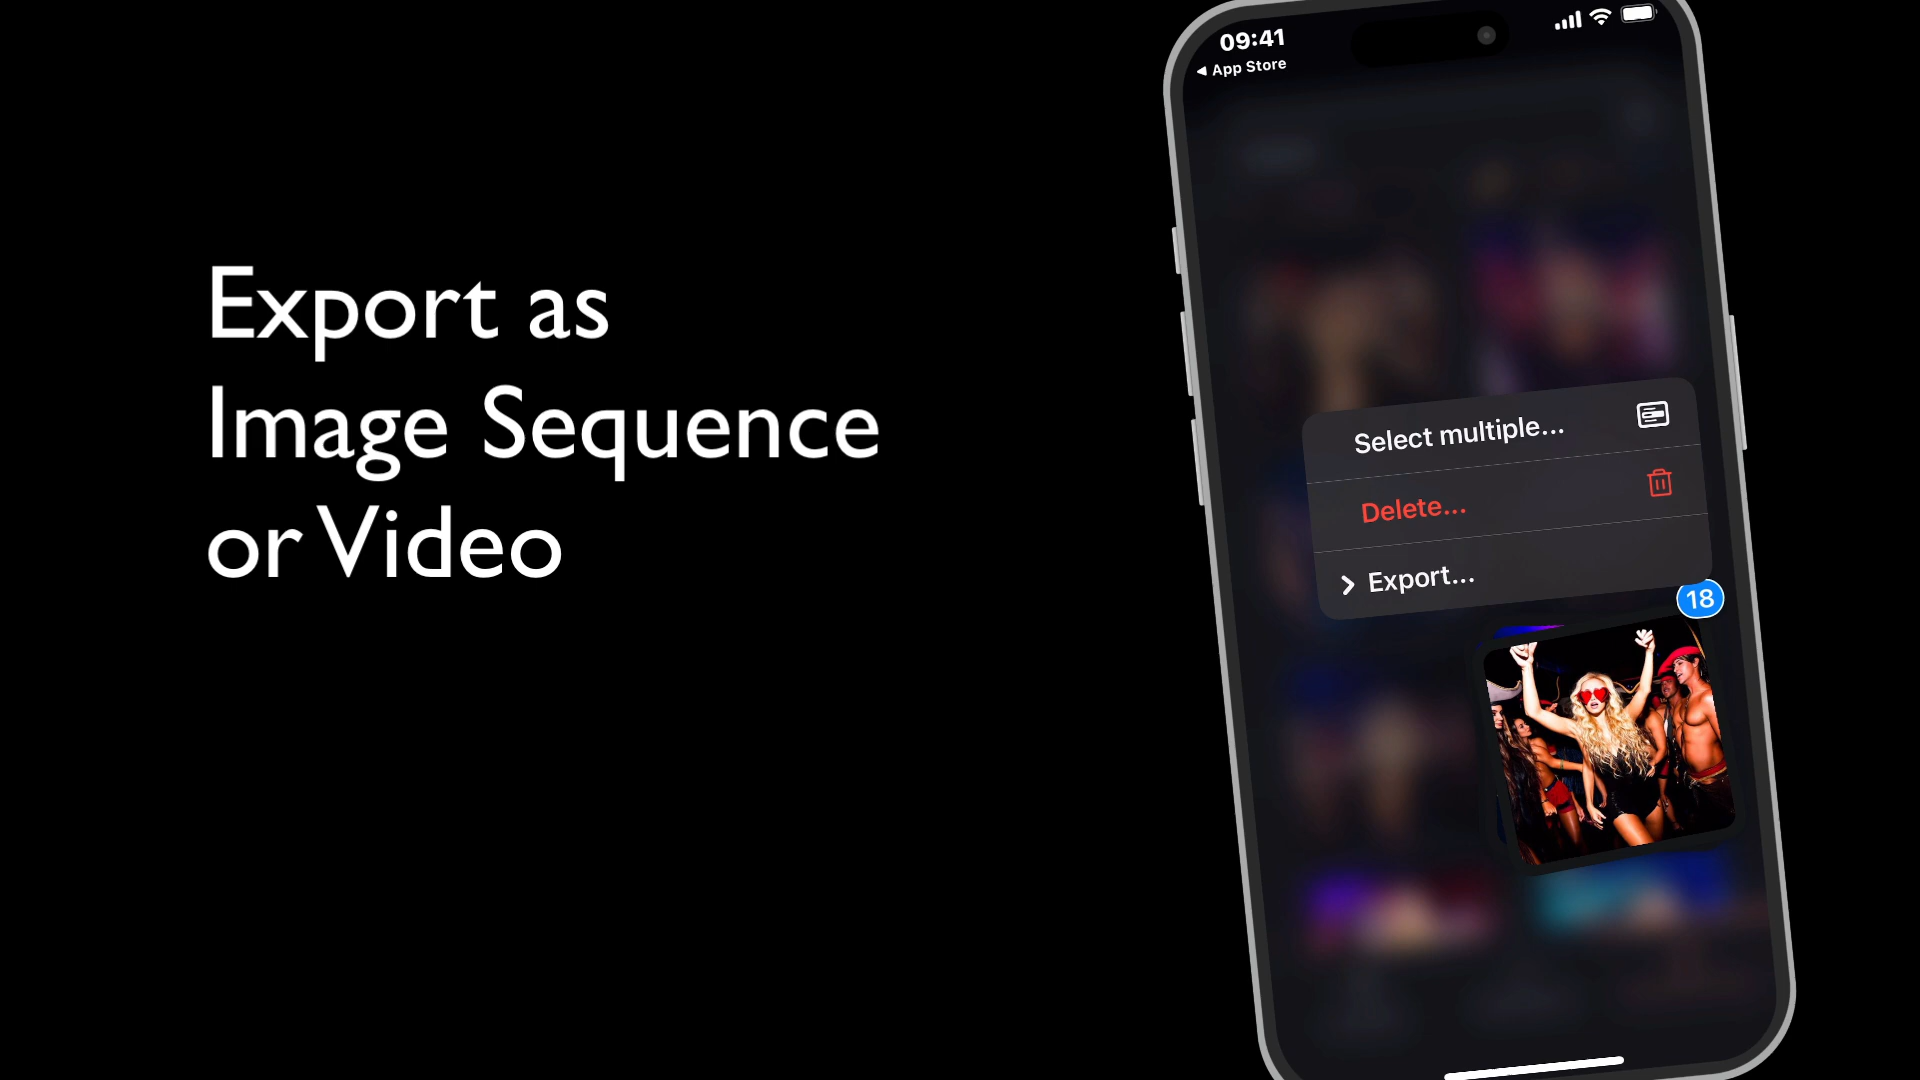 Export as
Image Sequence
or Video
09:41
◀ App Store
Select multiple...
Delete...
Export...
18